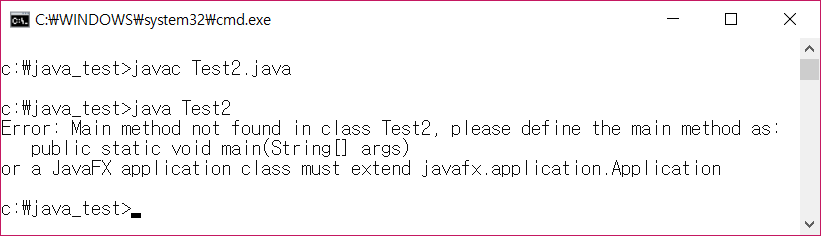 C:₩WINDOWS₩system32₩cmd.exe
c:₩java_test>javac Test2.java
c:₩java_test>java Test2
Error: Main method not found in class Test2, please define the main method as:
   public static void main(String[] args)
or a JavaFX application class must extend javafx.application.Application
c:₩java_test>